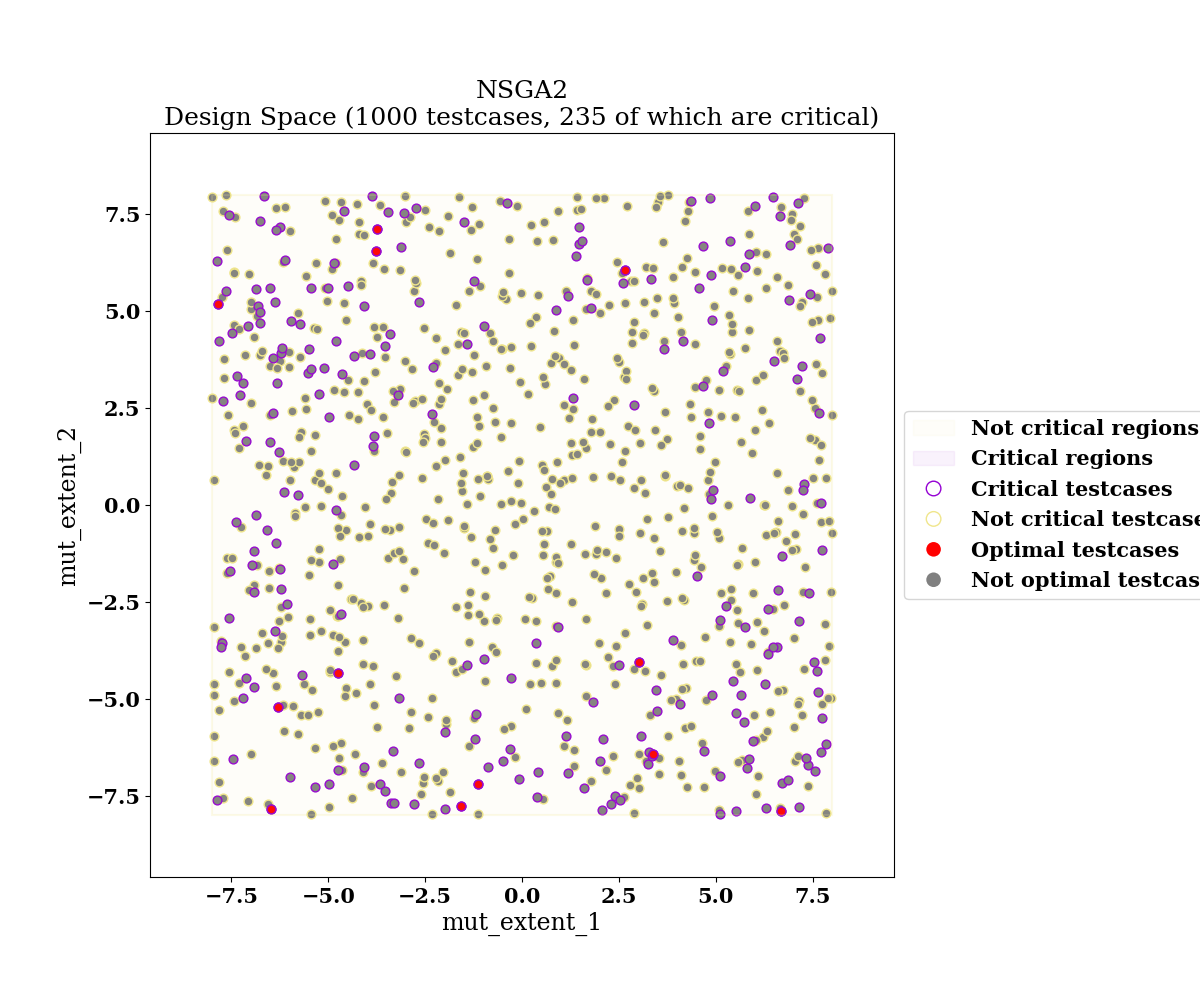 NSGA2
Design Space (1000 testcases, 235 of which are critical)
mut_extent_2
7.5
5.0
2.5
0.0
−2.5
−5.0
−7.5
−7.5
−5.0
−2.5
0.0
2.5
5.0
7.5
mut_extent_1
Not critical regions
Critical regions
Critical testcases
Not critical testcase
Optimal testcases
Not optimal testcas